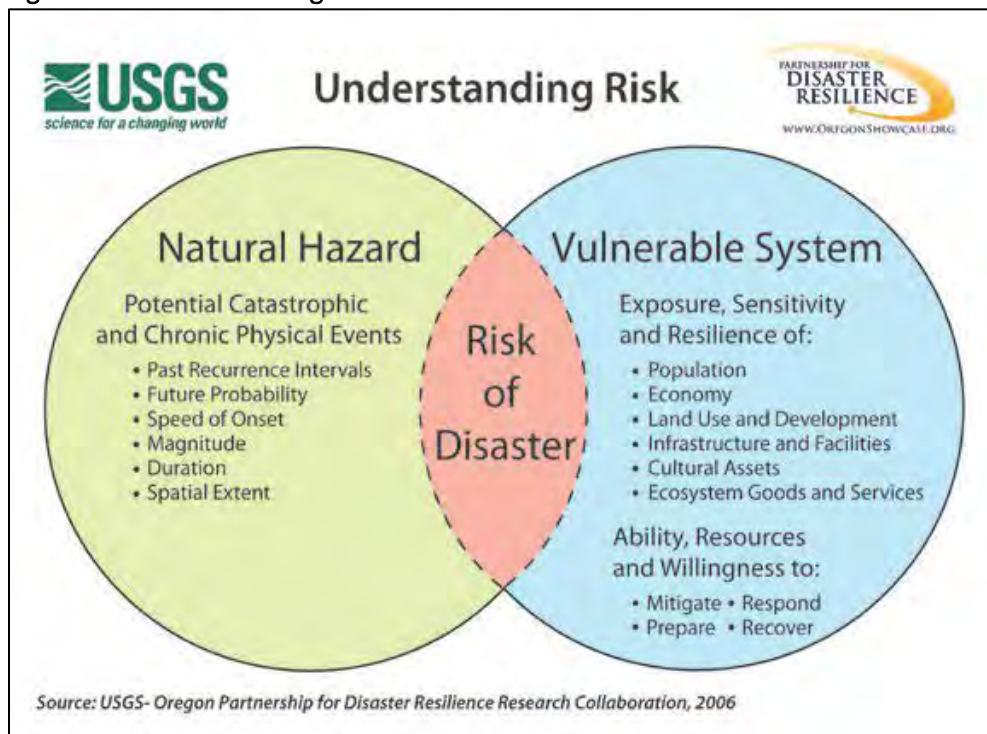 USGS
science for a changing world
Understanding Risk
PARTNERSHIP FOR
DISASTER
RESILIENCE
WWW.OREGONSHOWCASE.ORG
Natural Hazard
Potential Catastrophic
and Chronic Physical Events
• Past Recurrence Intervals
• Future Probability
• Speed of Onset
• Magnitude
• Duration
• Spatial Extent
Risk
of
Disaster
Vulnerable System
Exposure, Sensitivity
and Resilience of:
• Population
• Economy
• Land Use and Development
• Infrastructure and Facilities
• Cultural Assets
• Ecosystem Goods and Services
Ability, Resources
and Willingness to:
• Mitigate • Respond
• Prepare • Recover
Source: USGS- Oregon Partnership for Disaster Resilience Research Collaboration, 2006